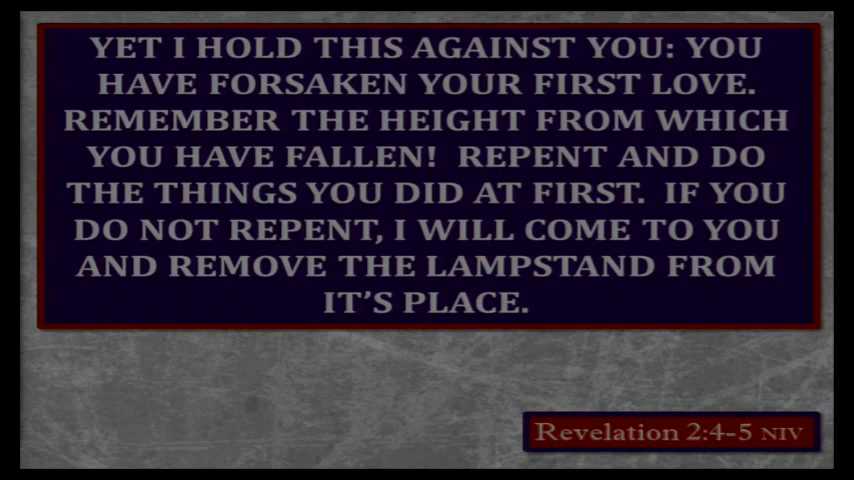 YET I HOLD THIS AGAINST YOU: YOU
HAVE FORSAKEN YOUR FIRST LOVE.
REMEMBER THE HEIGHT FROM WHICH
YOU HAVE FALLEN!  REPENT AND DO
THE THINGS YOU DID AT FIRST.  IF YOU
DO NOT REPENT, I WILL COME TO YOU
AND REMOVE THE LAMPSTAND FROM
IT’S PLACE.
Revelation 2:4-5 NIV